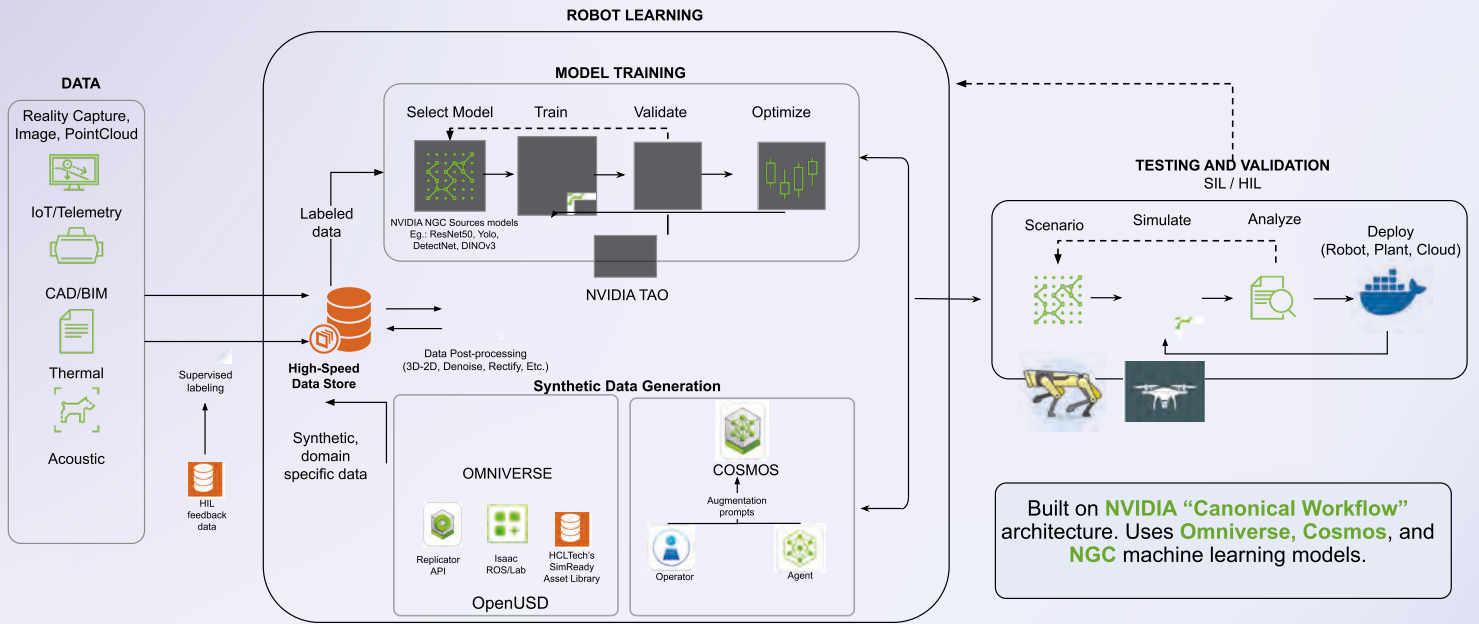 ROBOT LEARNING
DATA
Reality Capture,
Image, PointCloud
IoT/Telemetry
CAD/BIM
Thermal
Acoustic
Supervised
labeling
HIL
feedback
data
Labeled
data
High-Speed
Data Store
Synthetic,
domain
specific data
MODEL TRAINING
Select Model
Train
Validate
Optimize
NVIDIA NGC Sources models
Eg.: ResNet50, Yolo,
DetectNet, DINOv3
NVIDIA TAO
Data Post-processing
(3D-2D, Denoise, Rectify, Etc.)
Synthetic Data Generation
OMNIVERSE
Replicator
API
Isaac
ROS/Lab
HCLTech's
SimReady
Asset Library
OpenUSD
COSMOS
Augmentation
prompts
Operator
Agent
TESTING AND VALIDATION
SIL / HIL
Scenario
Simulate
Analyze
Deploy
(Robot, Plant, Cloud)
Built on NVIDIA “Canonical Workflow”
architecture. Uses Omniverse, Cosmos, and
NGC machine learning models.